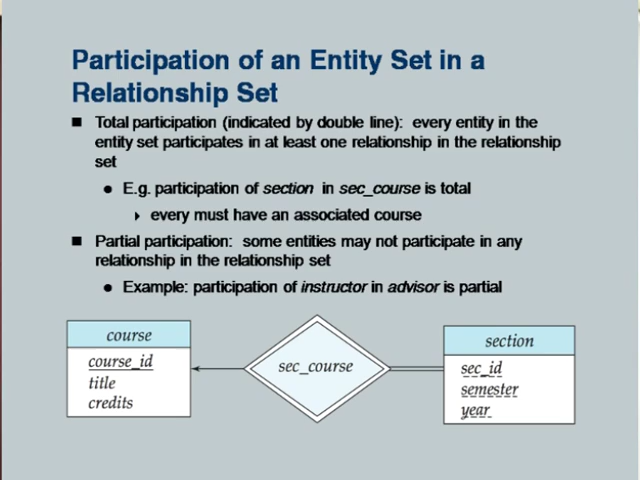 Participation of an Entity Set in a
Relationship Set
Total participation (indicated by double line): every entity in the
entity set participates in at least one relationship in the relationship
set
E.g. participation of section in sec_course is total
every must have an associated course
Partial participation: some entities may not participate in any
relationship in the relationship set
Example: participation of instructor in advisor is partial
course
course_id
title
credits
sec_course
section
sec_id
semester
year